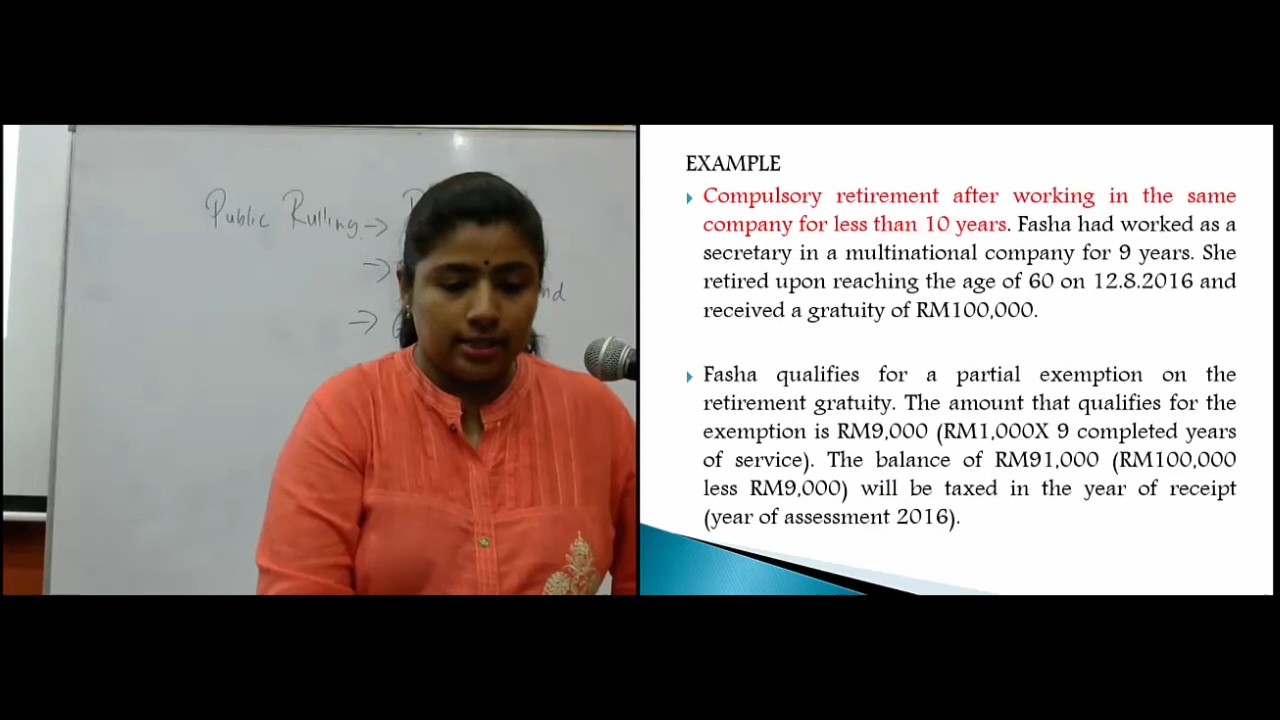 Public Rulling →
→ nd
→
EXAMPLE
Compulsory retirement after working in the same
company for less than 10 years. Fasha had worked as a
secretary in a multinational company for 9 years. She
retired upon reaching the age of 60 on 12.8.2016 and
received a gratuity of RM100,000.
Fasha qualifies for a partial exemption on the
retirement gratuity. The amount that qualifies for the
exemption is RM9,000 (RM1,000X 9 completed years
of service). The balance of RM91,000 (RM100,000
less RM9,000) will be taxed in the year of receipt
(year of assessment 2016).